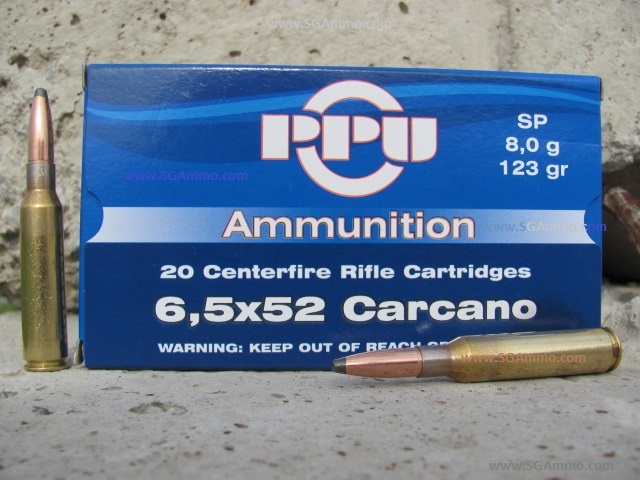 www.SGAmmo.com
PPU
SP
8,0 g
123 gr
www.SGAmmo.com
Ammunition
www.SGAmmo.com
20 Centerfire Rifle Cartridges
6,5x52 Carcano
WARNING: KEEP OUT OF REACH
www.SGAmmo.com
www.SGAmmo.com